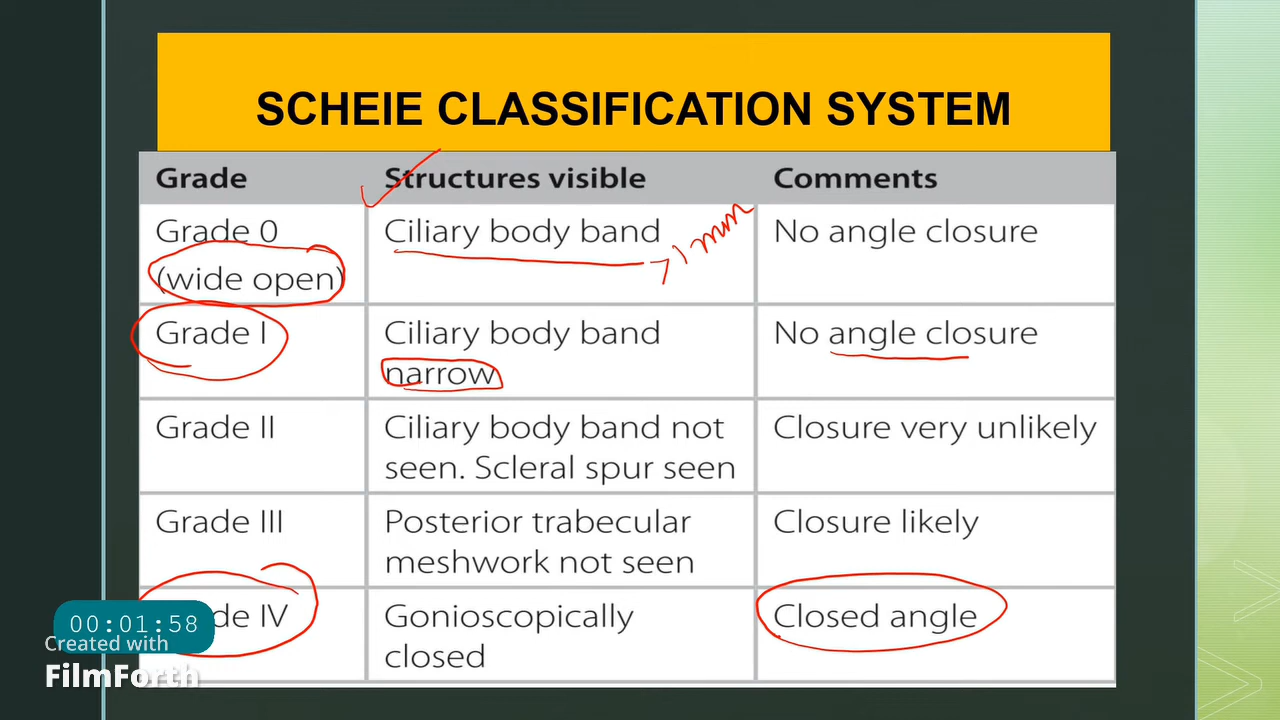 SCHEIE CLASSIFICATION SYSTEM
Grade Structures visible Comments
Grade 0 Ciliary body band >1mm No angle closure
(wide open)
Grade I Ciliary body band No angle closure
narrow
Grade II Ciliary body band not Closure very unlikely
seen. Scleral spur seen
Grade III Posterior trabecular Closure likely
meshwork not seen
de IV Gonioscopically Closed angle
closed
00:01:58
Created with
FilmForth